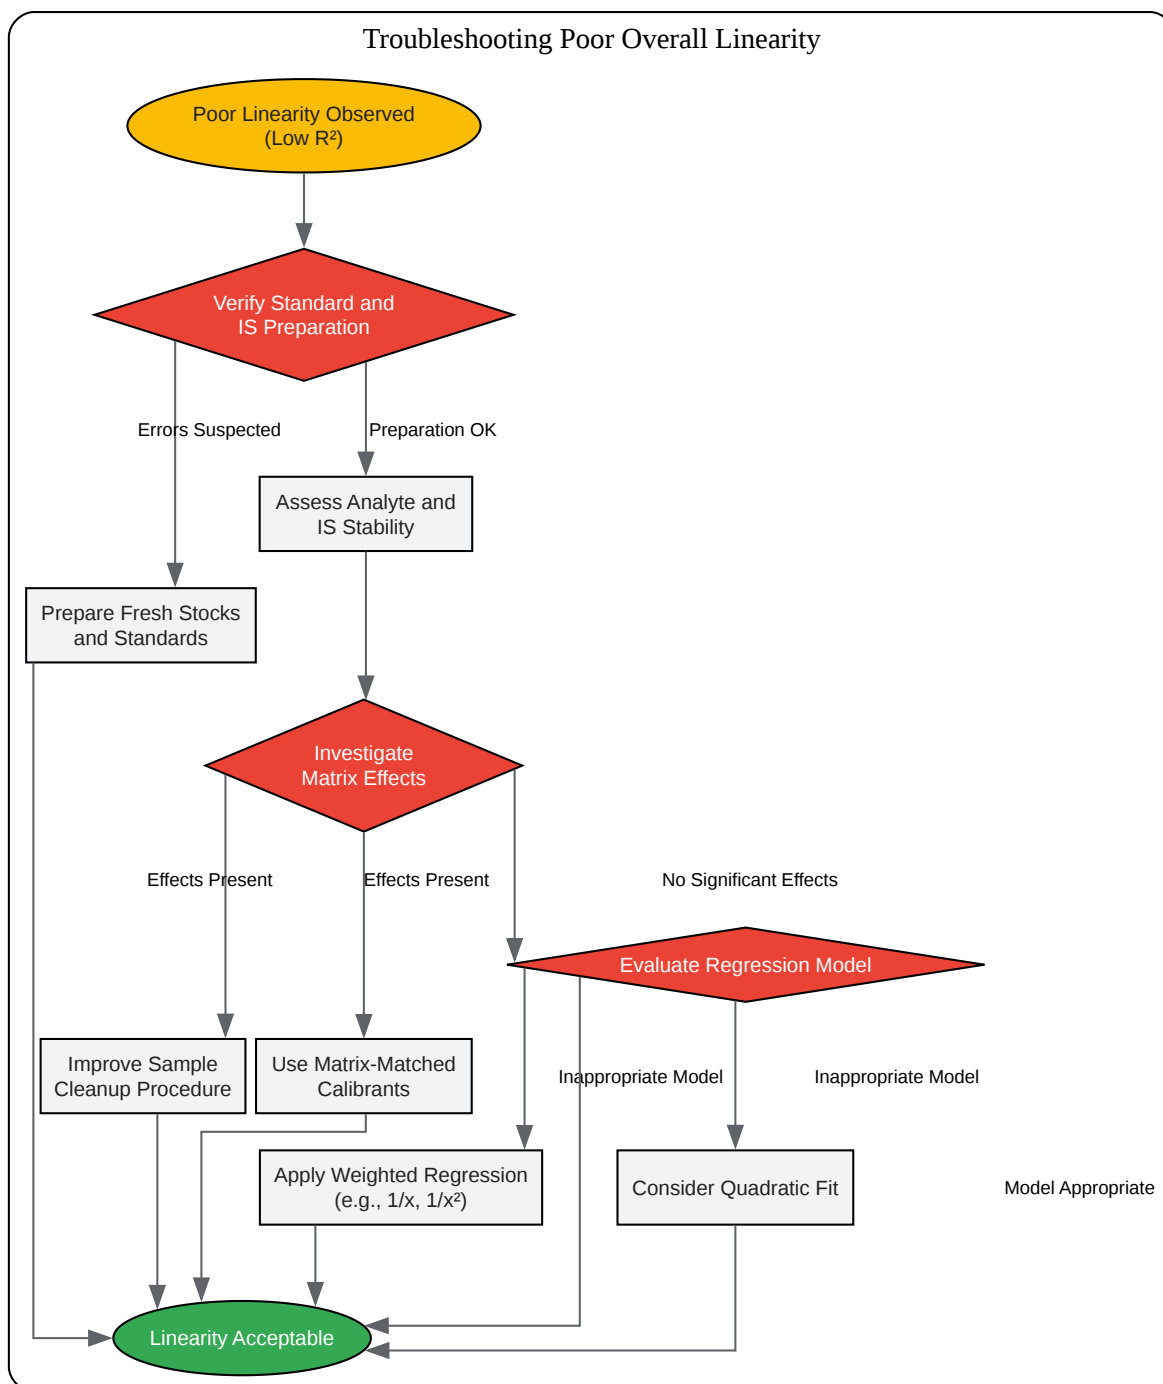 Troubleshooting Poor Overall Linearity
Poor Linearity Observed
(Low R²)
Verify Standard and
IS Preparation
Errors Suspected
Preparation OK
Assess Analyte and
IS Stability
Prepare Fresh Stocks
and Standards
Investigate
Matrix Effects
Effects Present
Effects Present
No Significant Effects
Evaluate Regression Model
Improve Sample
Cleanup Procedure
Use Matrix-Matched
Calibrants
Inappropriate Model
Inappropriate Model
Apply Weighted Regression
(e.g., 1/x, 1/x²)
Consider Quadratic Fit
Model Appropriate
Linearity Acceptable